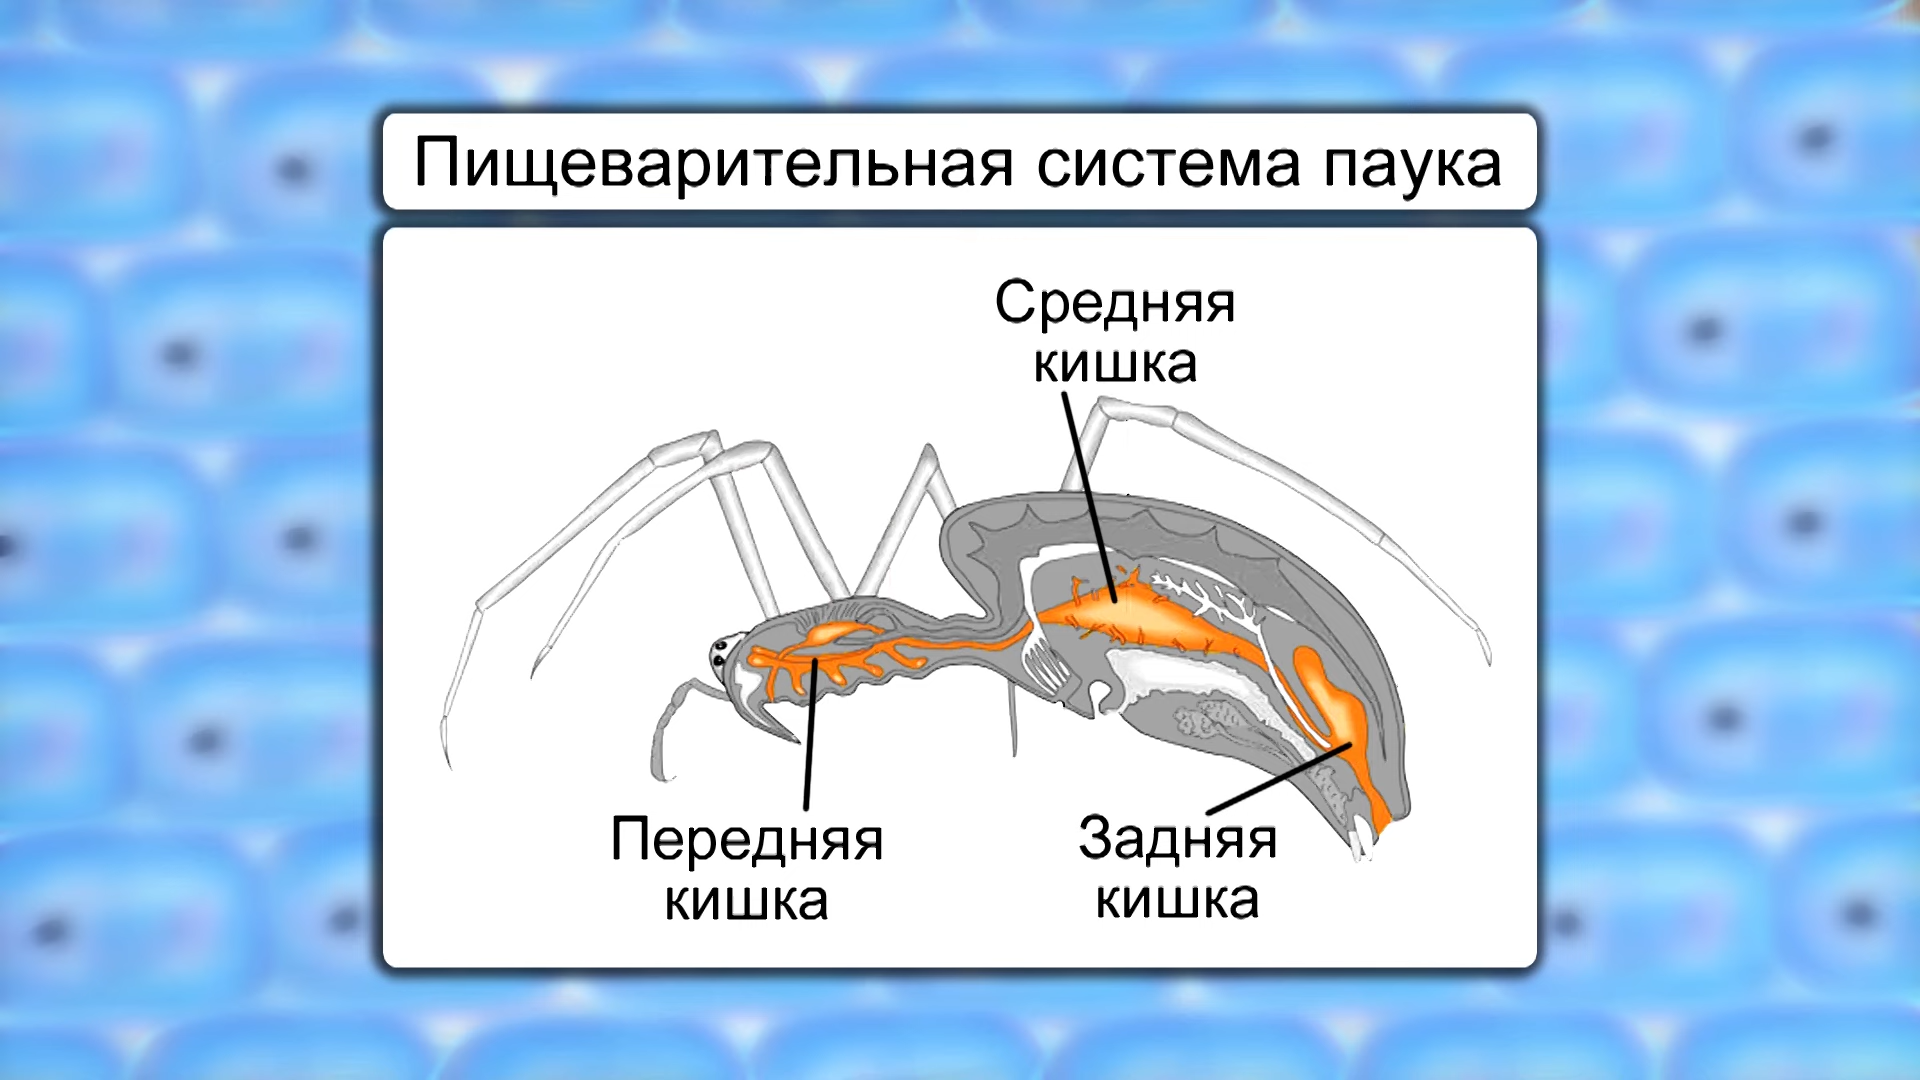 Пищеварительная система паука
Средняя
кишка
Передняя
кишка
Задняя
кишка